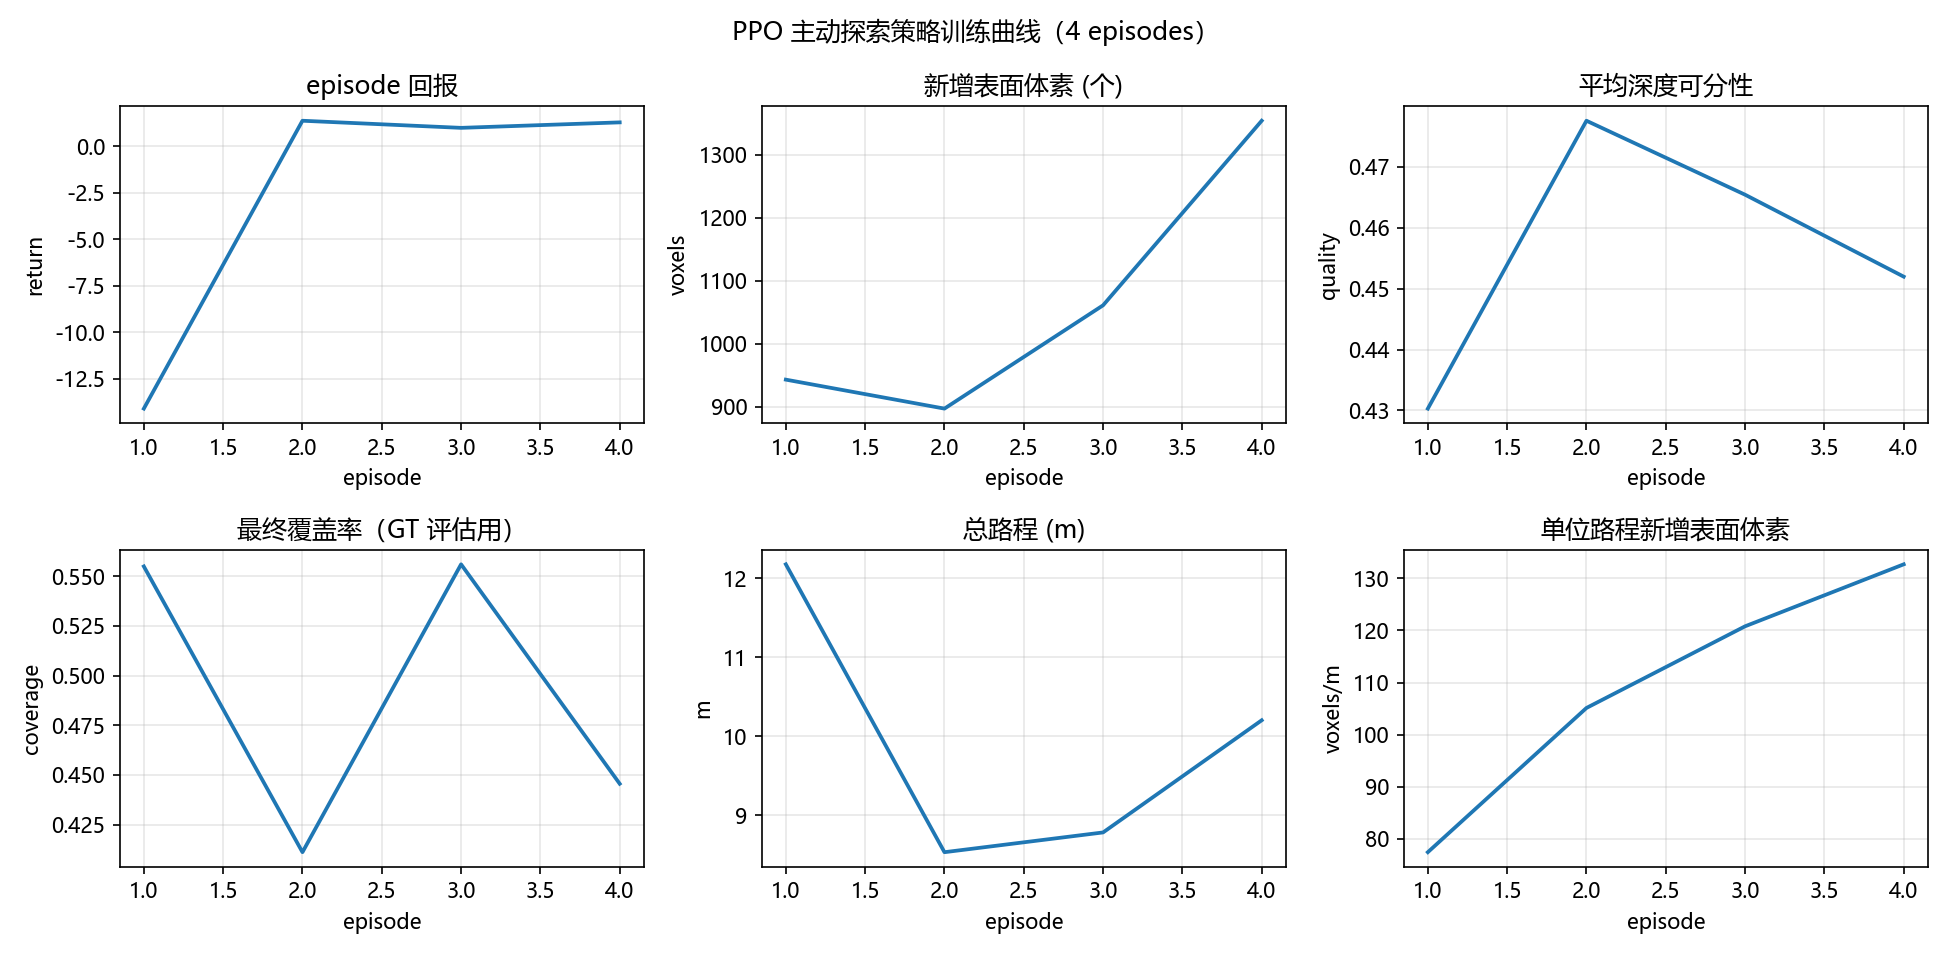 PPO 主动探索策略训练曲线（4 episodes）
episode 回报
return
0.0
-2.5
-5.0
-7.5
-10.0
-12.5
1.0 1.5 2.0 2.5 3.0 3.5 4.0
episode
新增表面体素 (个)
voxels
1300
1200
1100
1000
900
1.0 1.5 2.0 2.5 3.0 3.5 4.0
episode
平均深度可分性
quality
0.47
0.46
0.45
0.44
0.43
1.0 1.5 2.0 2.5 3.0 3.5 4.0
episode
最终覆盖率（GT 评估用）
coverage
0.550
0.525
0.500
0.475
0.450
0.425
1.0 1.5 2.0 2.5 3.0 3.5 4.0
episode
总路程 (m)
m
12
11
10
9
1.0 1.5 2.0 2.5 3.0 3.5 4.0
episode
单位路程新增表面体素
voxels/m
130
120
110
100
90
80
1.0 1.5 2.0 2.5 3.0 3.5 4.0
episode